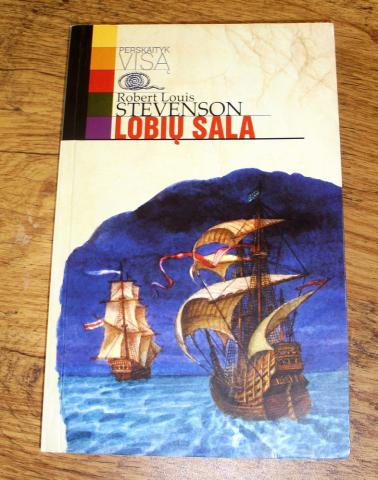 PERSKAITYK
VISĄ
Robert Louis
STEVENSON
LOBIŲ SALA